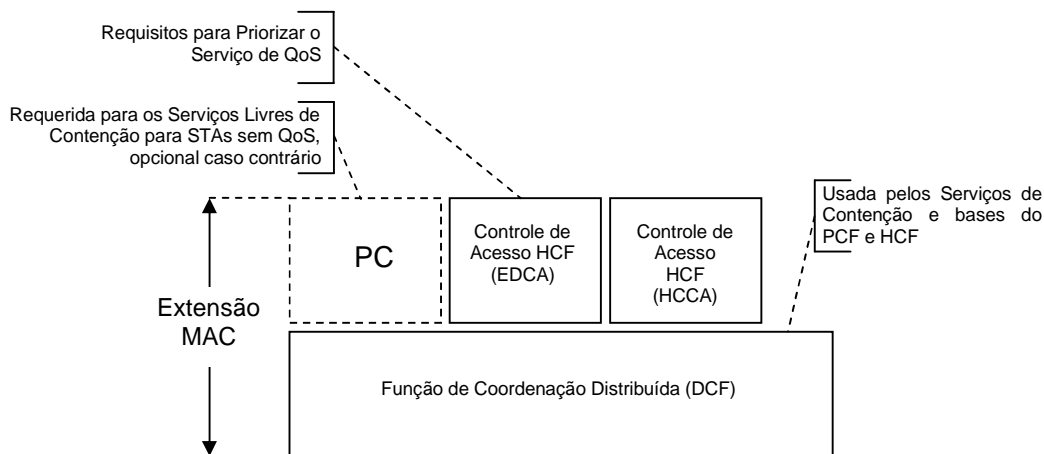 Requisitos para Priorizar o
Serviço de QoS
Requerida para os Serviços Livres de
Contenção para STAs sem QoS,
opcional caso contrário
Usada pelos Serviços de
Contenção e bases do
PCF e HCF
PC
Controle de
Acesso HCF
(EDCA)
Controle de
Acesso
HCF
(HCCA)
Extensão
MAC
Função de Coordenação Distribuída (DCF)